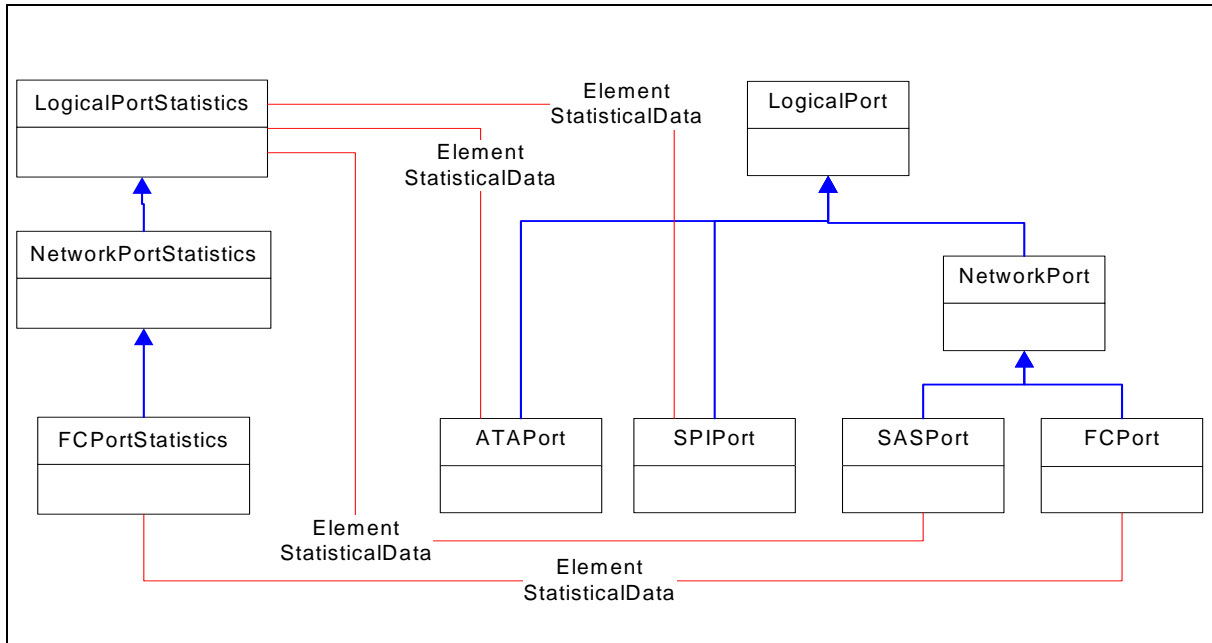 LogicalPortStatistics
Element
StatisticalData
LogicalPort
Element
StatisticalData
NetworkPortStatistics
NetworkPort
FCPortStatistics
ATAPort
SPIPort
SASPort
FCPort
Element
StatisticalData
Element
StatisticalData